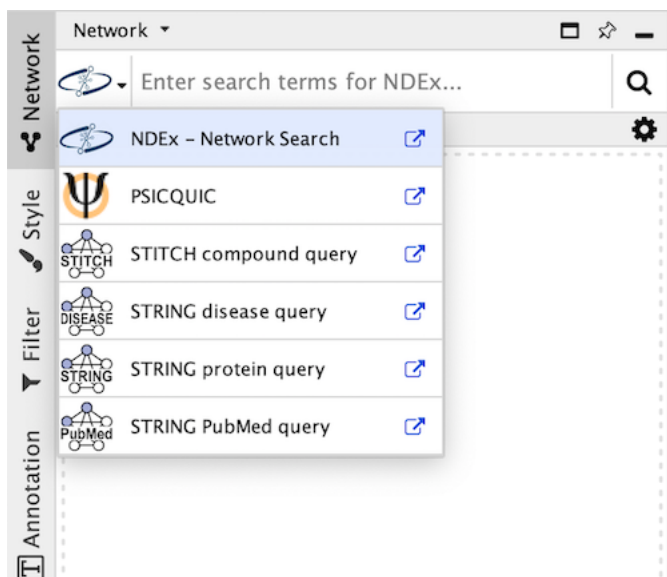 Network
Enter search terms for NDEx...
NDEx – Network Search
PSICQUIC
STITCH
STITCH compound query
DISEASE
STRING disease query
STRING
STRING protein query
PubMed
STRING PubMed query
Network
Style
Filter
Annotation
T